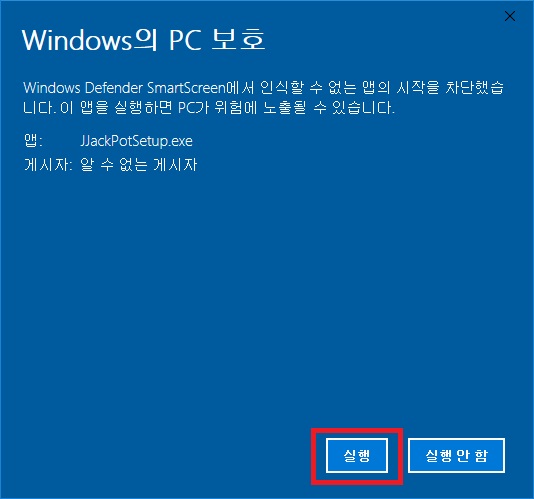 Windows의 PC 보호
Windows Defender SmartScreen에서 인식할 수 없는 앱의 시작을 차단했습
니다. 이 앱을 실행하면 PC가 위험에 노출될 수 있습니다.
앱: JJackPotSetup.exe
게시자: 알 수 없는 게시자
실행 실행 안 함